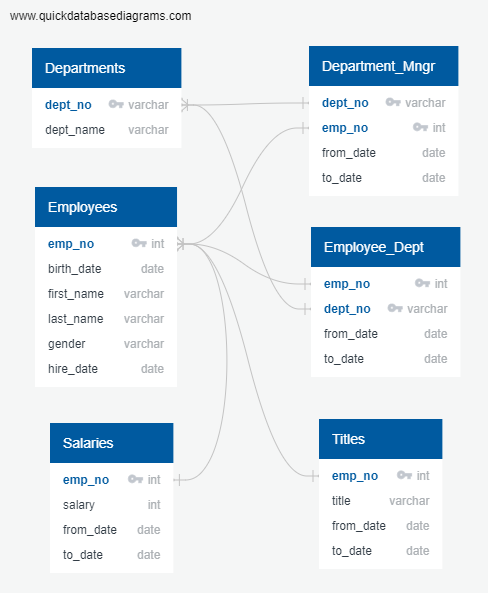 www.quickdatabasediagrams.com
Departments
dept_no varchar
dept_name varchar
Department_Mngr
dept_no varchar
emp_no int
from_date date
to_date date
Employees
emp_no int
birth_date date
first_name varchar
last_name varchar
gender varchar
hire_date date
Employee_Dept
emp_no int
dept_no varchar
from_date date
to_date date
Salaries
emp_no int
salary int
from_date date
to_date date
Titles
emp_no int
title varchar
from_date date
to_date date